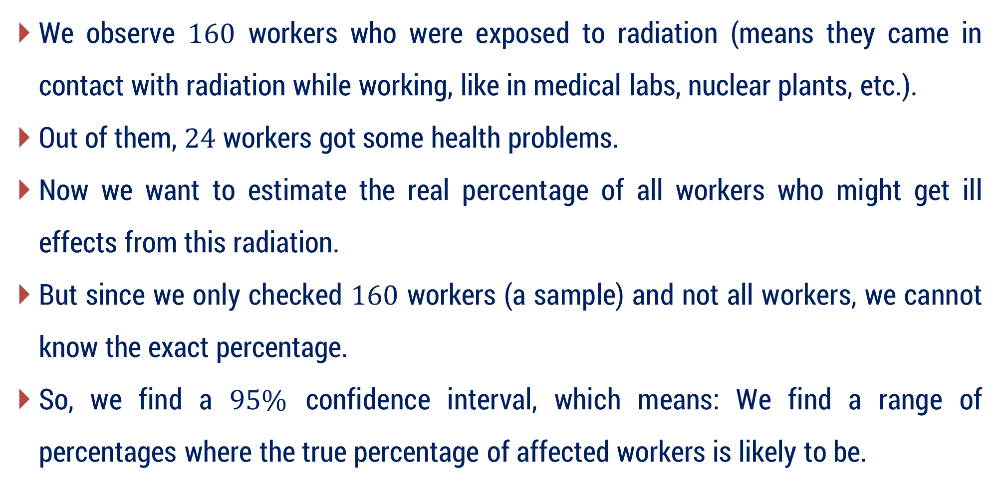 We observe 160 workers who were exposed to radiation (means they came in
contact with radiation while working, like in medical labs, nuclear plants, etc.).
Out of them, 24 workers got some health problems.
Now we want to estimate the real percentage of all workers who might get ill
effects from this radiation.
But since we only checked 160 workers (a sample) and not all workers, we cannot
know the exact percentage.
So, we find a 95% confidence interval, which means: We find a range of
percentages where the true percentage of affected workers is likely to be.